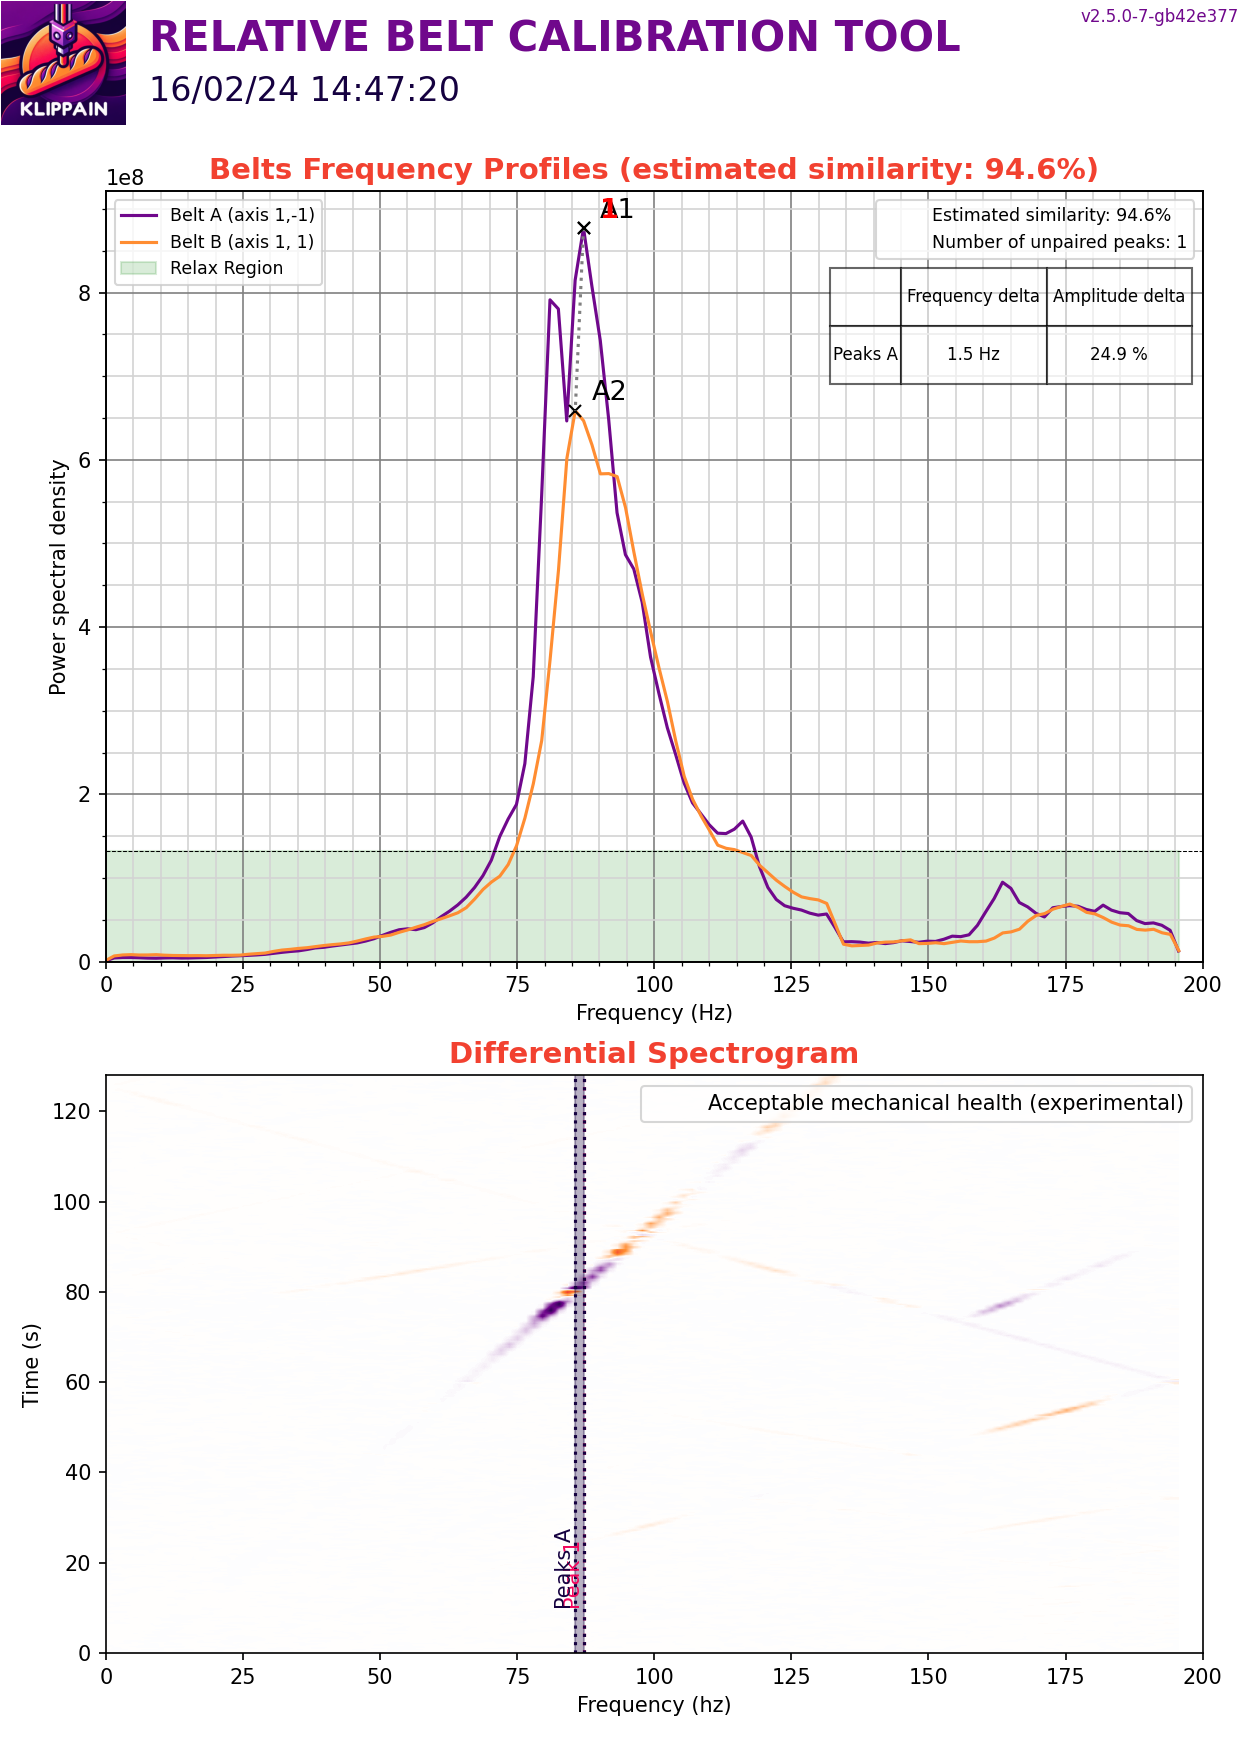 v2.5.0-7-gb42e377
RELATIVE BELT CALIBRATION TOOL
16/02/24 14:47:20
KLIPPAIN
Belts Frequency Profiles (estimated similarity: 94.6%)
1e8
Belt A (axis 1,-1)
Belt B (axis 1, 1)
Relax Region
A1
1
Estimated similarity: 94.6%
Number of unpaired peaks: 1
Frequency delta Amplitude delta
Peaks A 1.5 Hz 24.9 %
A2
8
6
4
2
0
Power spectral density
0 25 50 75 100 125 150 175 200
Frequency (Hz)
Differential Spectrogram
Acceptable mechanical health (experimental)
120
100
80
60
40
20
0
Time (s)
Peaks A
Peak 1
0 25 50 75 100 125 150 175 200
Frequency (hz)